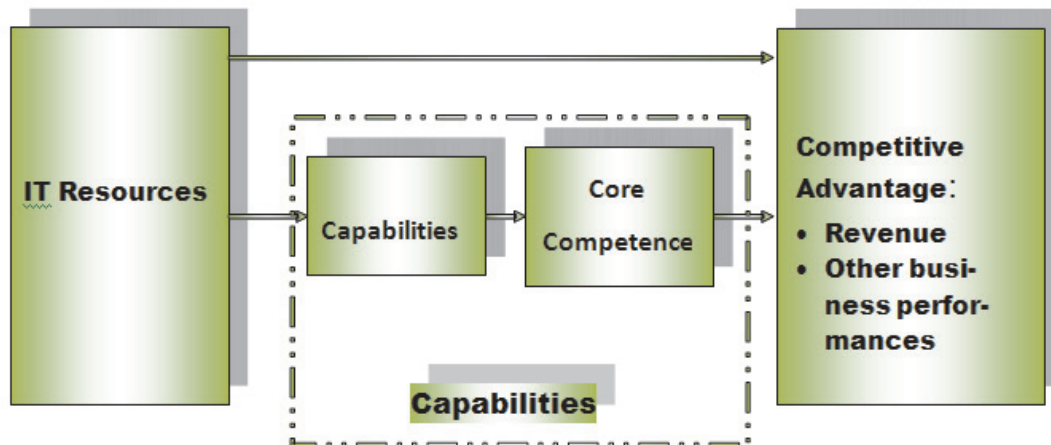 IT Resources
Capabilities
Core
Competence
Capabilities
Competitive
Advantage:
• Revenue
• Other busi-
ness perfor-
mances